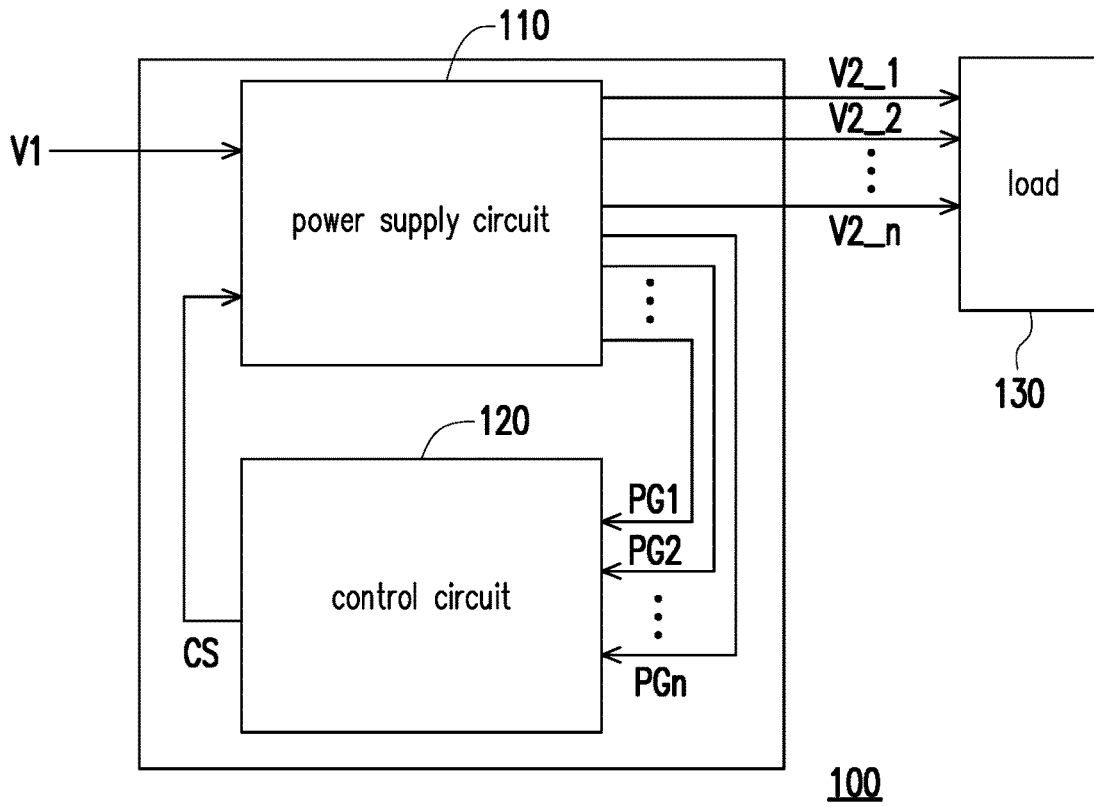 110
V1
power supply circuit
V2_1
V2_2
V2_n
load
130
120
control circuit
CS
PG1
PG2
PGn
100